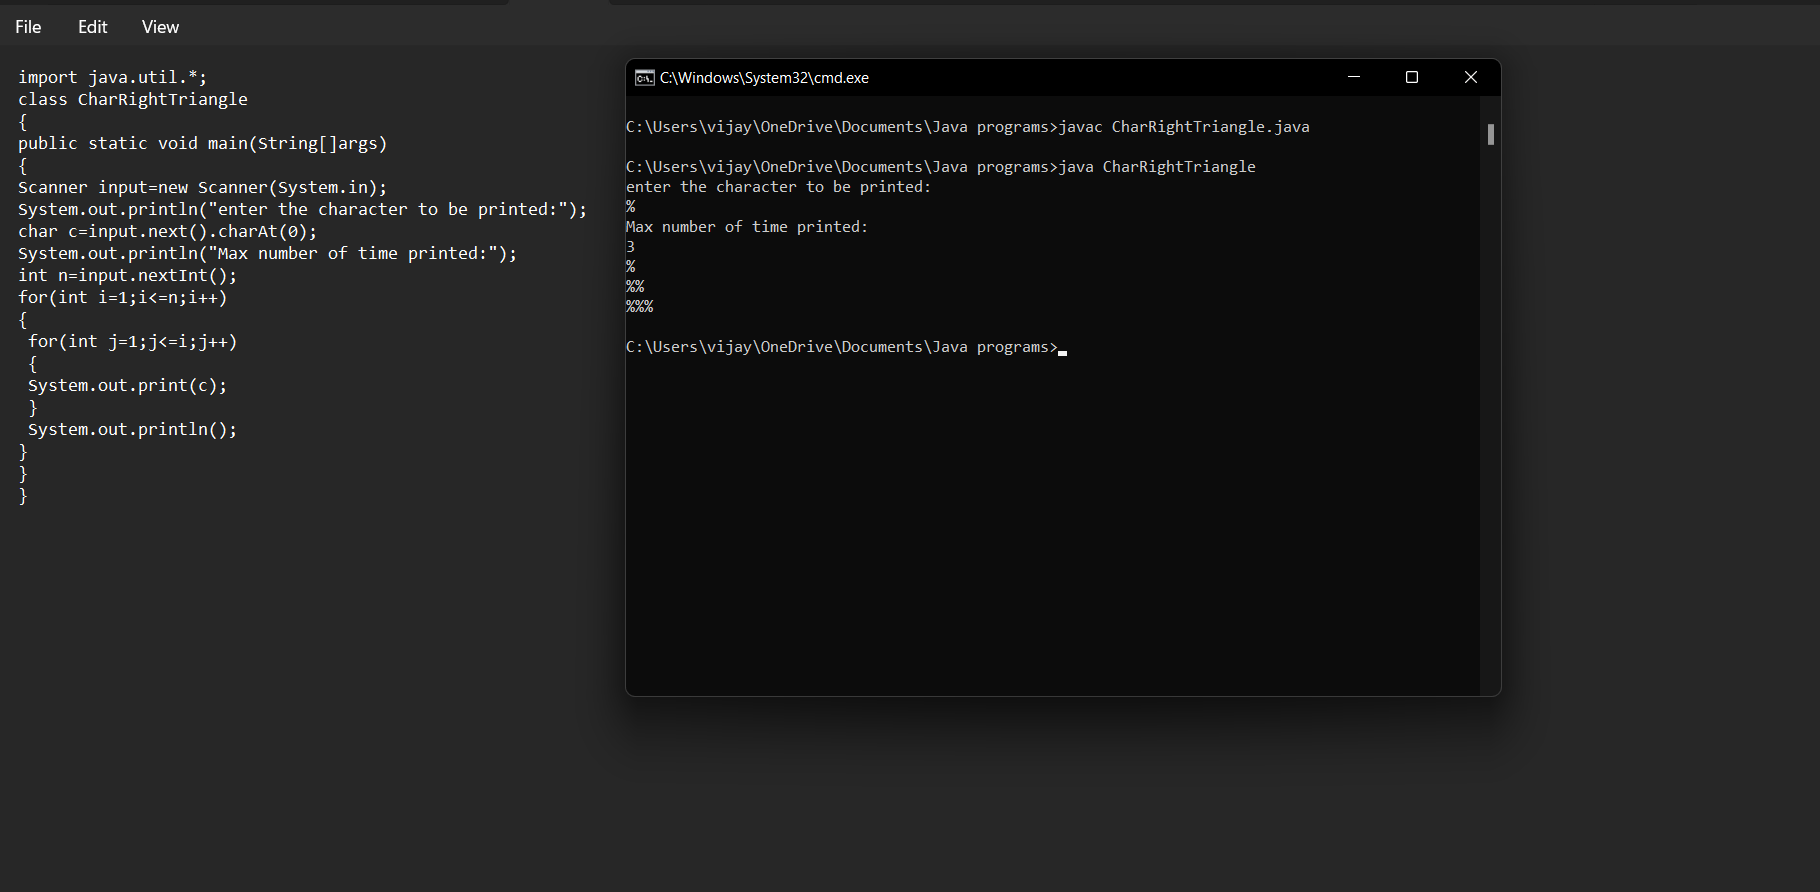 File Edit View
import java.util.*;
class CharRightTriangle
{
public static void main(String[]args)
{
Scanner input=new Scanner(System.in);
System.out.println("enter the character to be printed:");
char c=input.next().charAt(0);
System.out.println("Max number of time printed:");
int n=input.nextInt();
for(int i=1;i<=n;i++)
{
 for(int j=1;j<=i;j++)
 {
 System.out.print(c);
 }
 System.out.println();
}
}
}
C:\Windows\System32\cmd.exe
C:\Users\vijay\OneDrive\Documents\Java programs>javac CharRightTriangle.java
C:\Users\vijay\OneDrive\Documents\Java programs>java CharRightTriangle
enter the character to be printed:
%
Max number of time printed:
3
%
%%
%%%
C:\Users\vijay\OneDrive\Documents\Java programs>